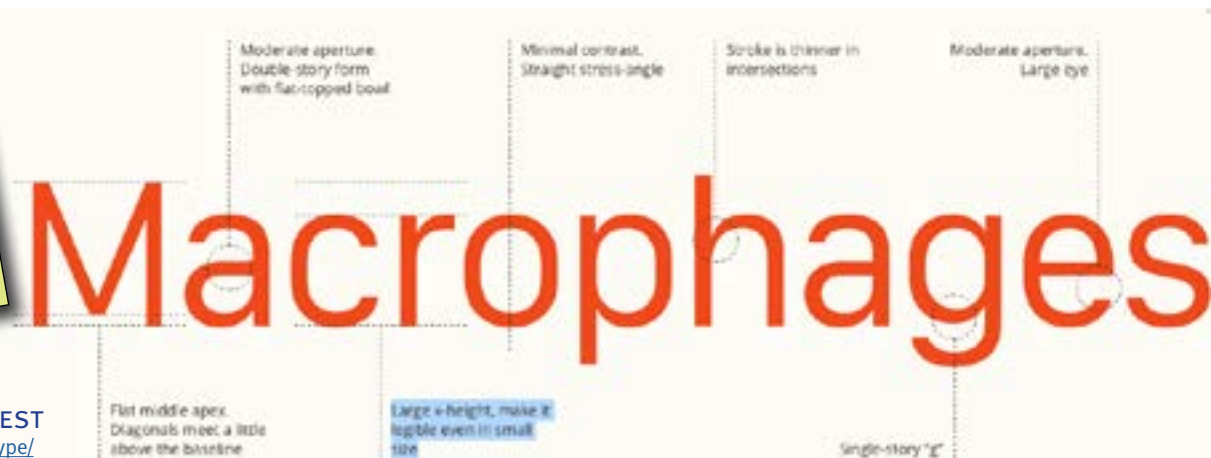 Moderate aperture.
Double-story form
with flat-topped bowl
Minimal contrast.
Straight stress-angle
Stroke is thinner in
intersections
Moderate aperture.
Large eye
Macrophages
Flat middle apex.
Diagonals meet a little
above the baseline
Large x-height, make it
legible even in small
size
Single-story "g"
EST
ype/